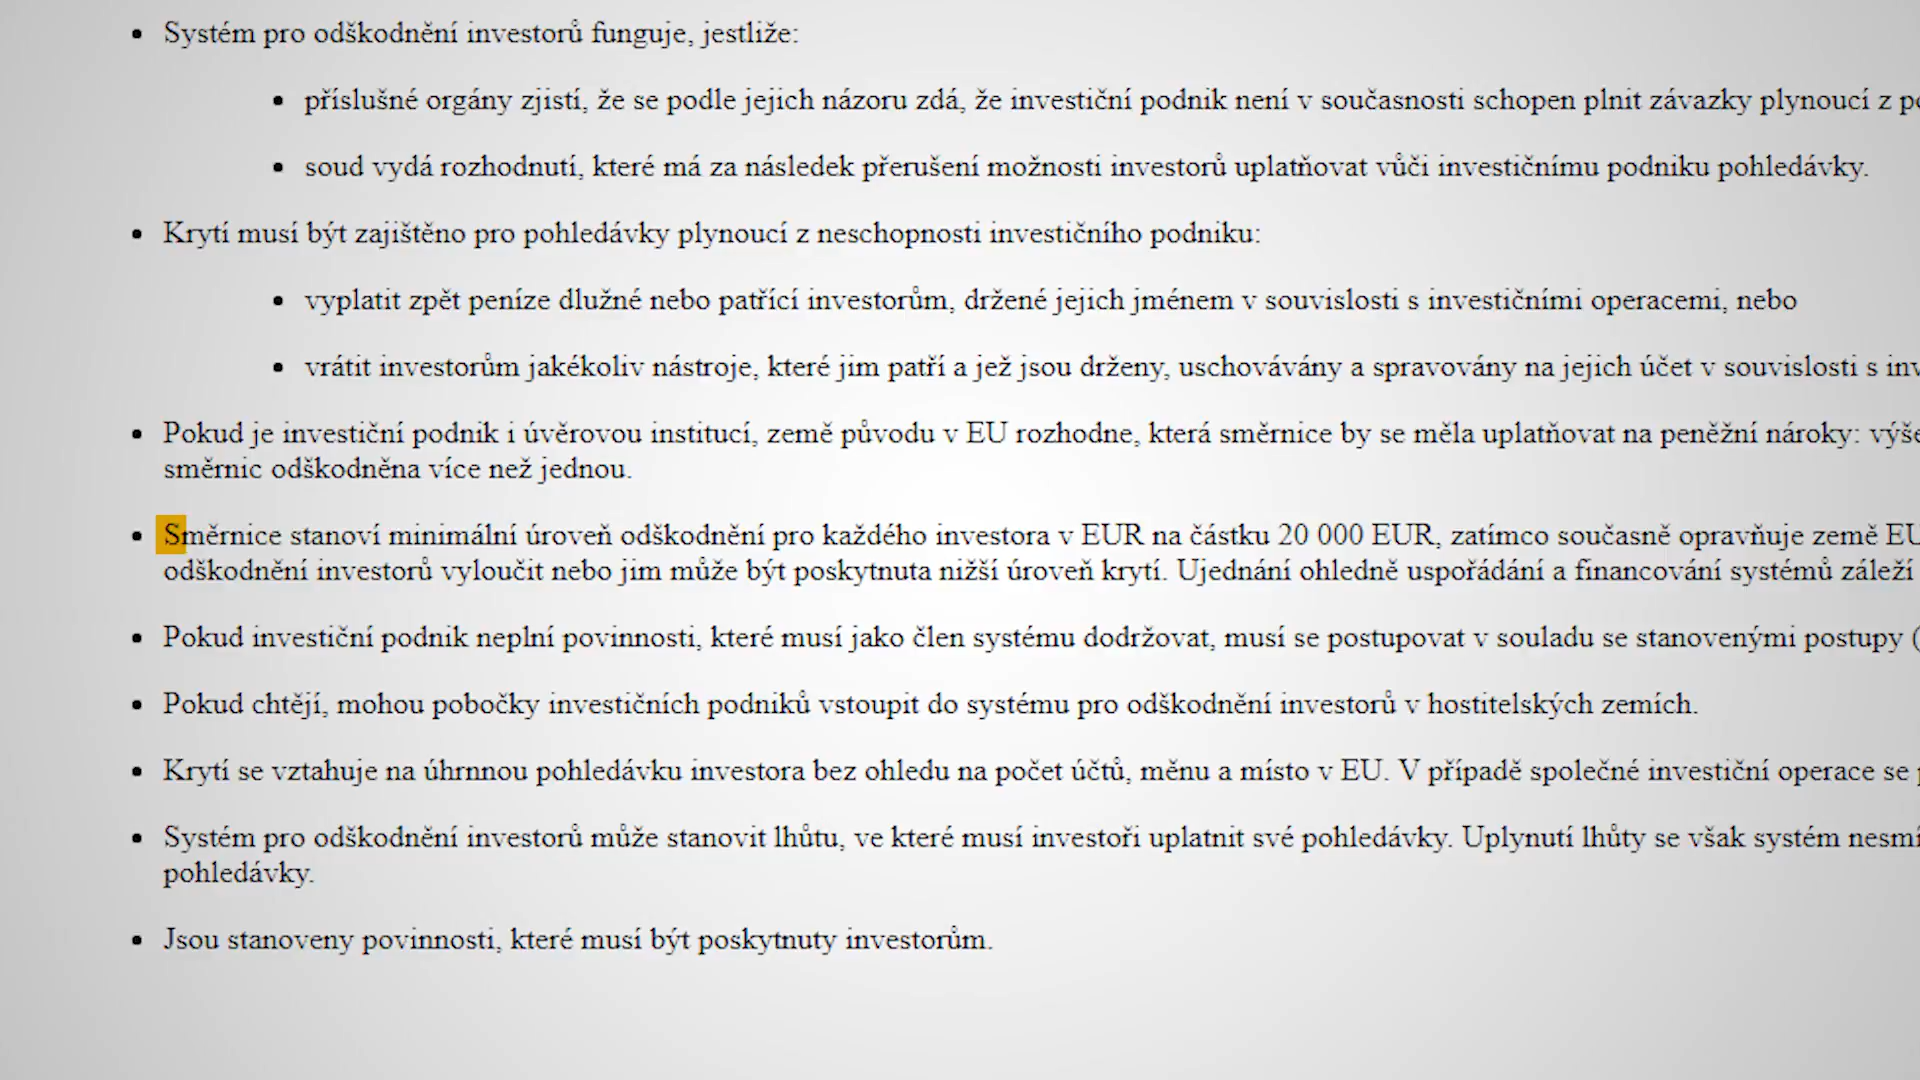 Systém pro odškodnění investorů funguje, jestliže:
příslušné orgány zjistí, že se podle jejich názoru zdá, že investiční podnik není v současnosti schopen plnit závazky plynoucí z
soud vydá rozhodnutí, které má za následek přerušení možnosti investorů uplatňovat vůči investičnímu podniku pohledávky.
Krytí musí být zajištěno pro pohledávky plynoucí z neschopnosti investičního podniku:
vyplatit zpět peníze dlužné nebo patřící investorům, držené jejich jménem v souvislosti s investičními operacemi, nebo
vrátit investorům jakékoliv nástroje, které jim patří a jež jsou drženy, uschovávány a spravovány na jejich účet v souvislosti s
Pokud je investiční podnik i úvěrovou institucí, země původu v EU rozhodne, která směrnice by se měla uplatňovat na peněžní nároky:
směrnic odškodněna více než jednou.
Směrnice stanoví minimální úroveň odškodnění pro každého investora v EUR na částku 20 000 EUR, zatímco současně opravňuje země EU
odškodnění investorů vyloučit nebo jim může být poskytnuta nižší úroveň krytí. Ujednání ohledně uspořádání a financování systémů záleží
Pokud investiční podnik neplní povinnosti, které musí jako člen systému dodržovat, musí se postupovat v souladu se stanovenými postupy (
Pokud chtějí, mohou pobočky investičních podniků vstoupit do systému pro odškodnění investorů v hostitelských zemích.
Krytí se vztahuje na úhrnnou pohledávku investora bez ohledu na počet účtů, měnu a místo v EU. V případě společné investiční operace se
Systém pro odškodnění investorů může stanovit lhůtu, ve které musí investoři uplatnit své pohledávky. Uplynutí lhůty se však systém nesmí
pohledávky.
Jsou stanoveny povinnosti, které musí být poskytnuty investorům.